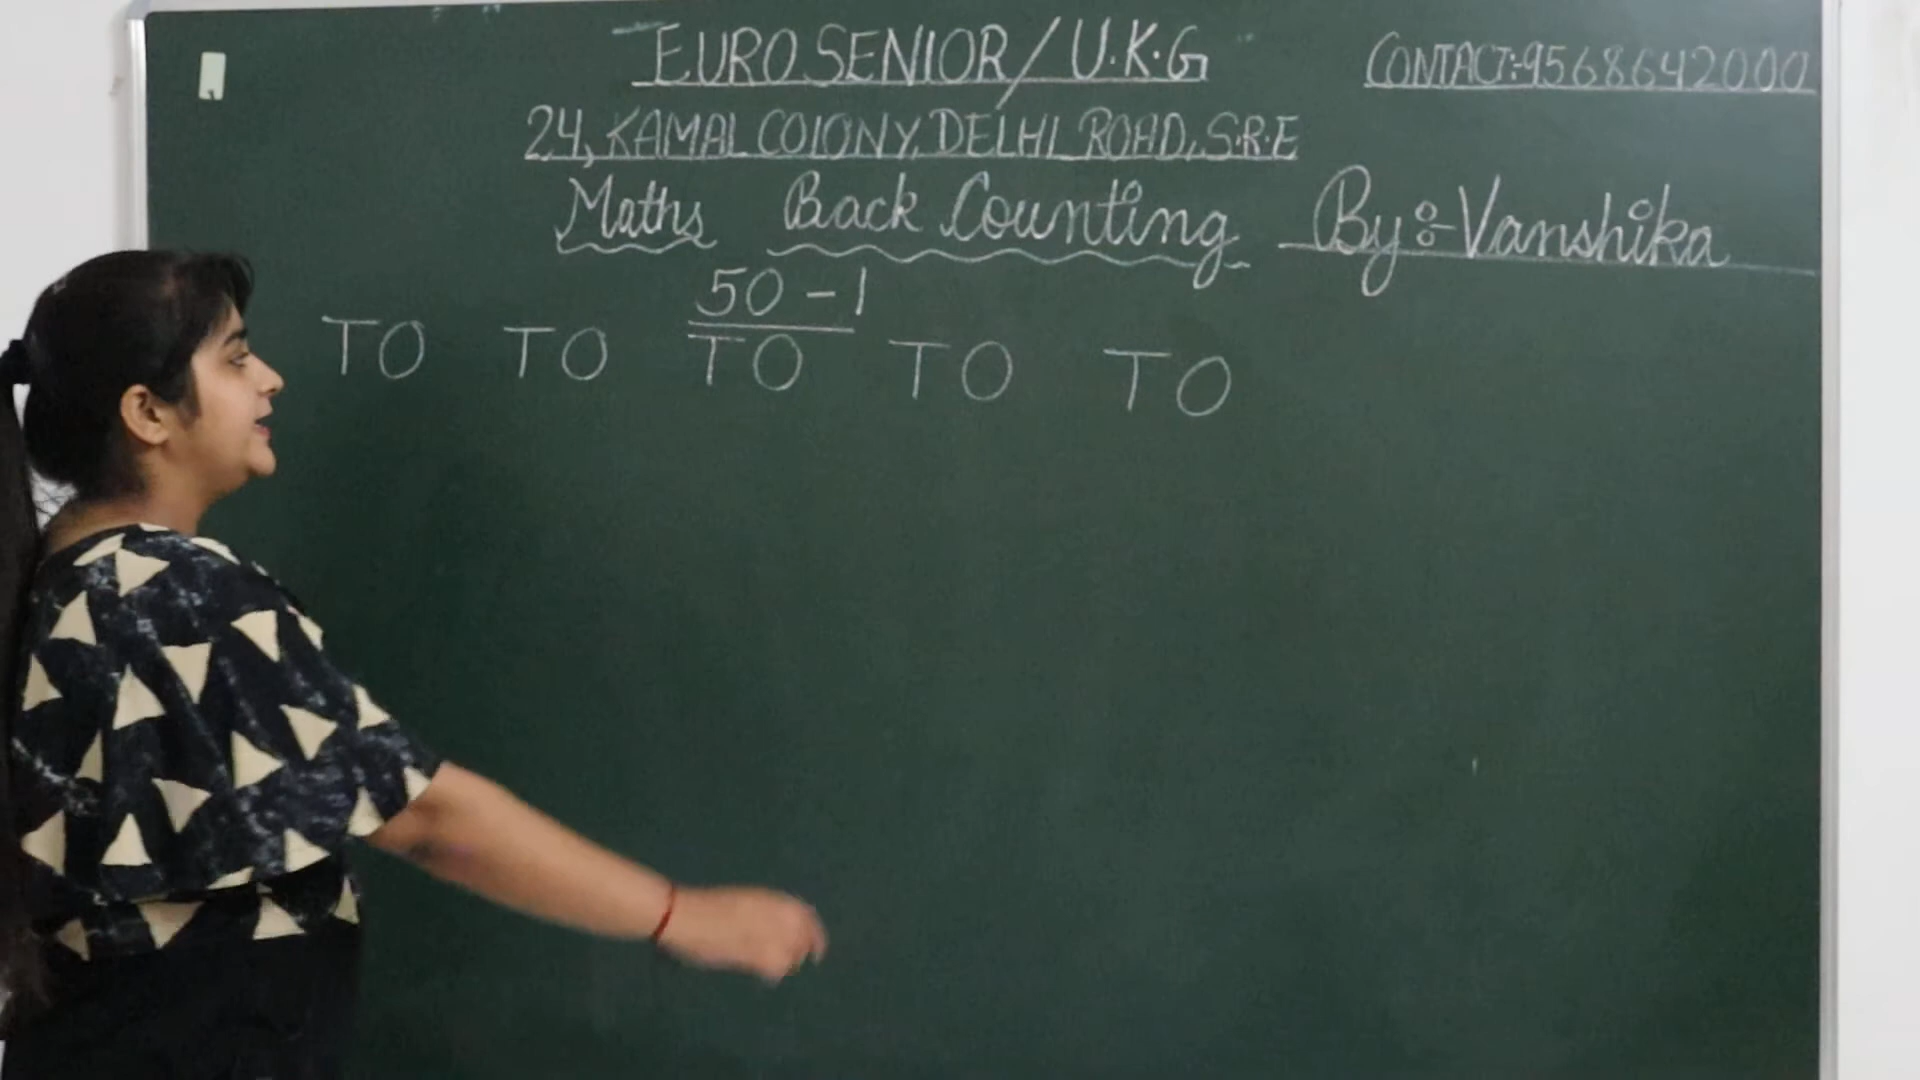 EURO SENIOR/U.K.G CONTACT:-9568642000
24, KAMAL COLONY, DELHI ROAD, S.R.E
Maths Back Counting By:-Vanshika
50-1
TO TO TO TO TO